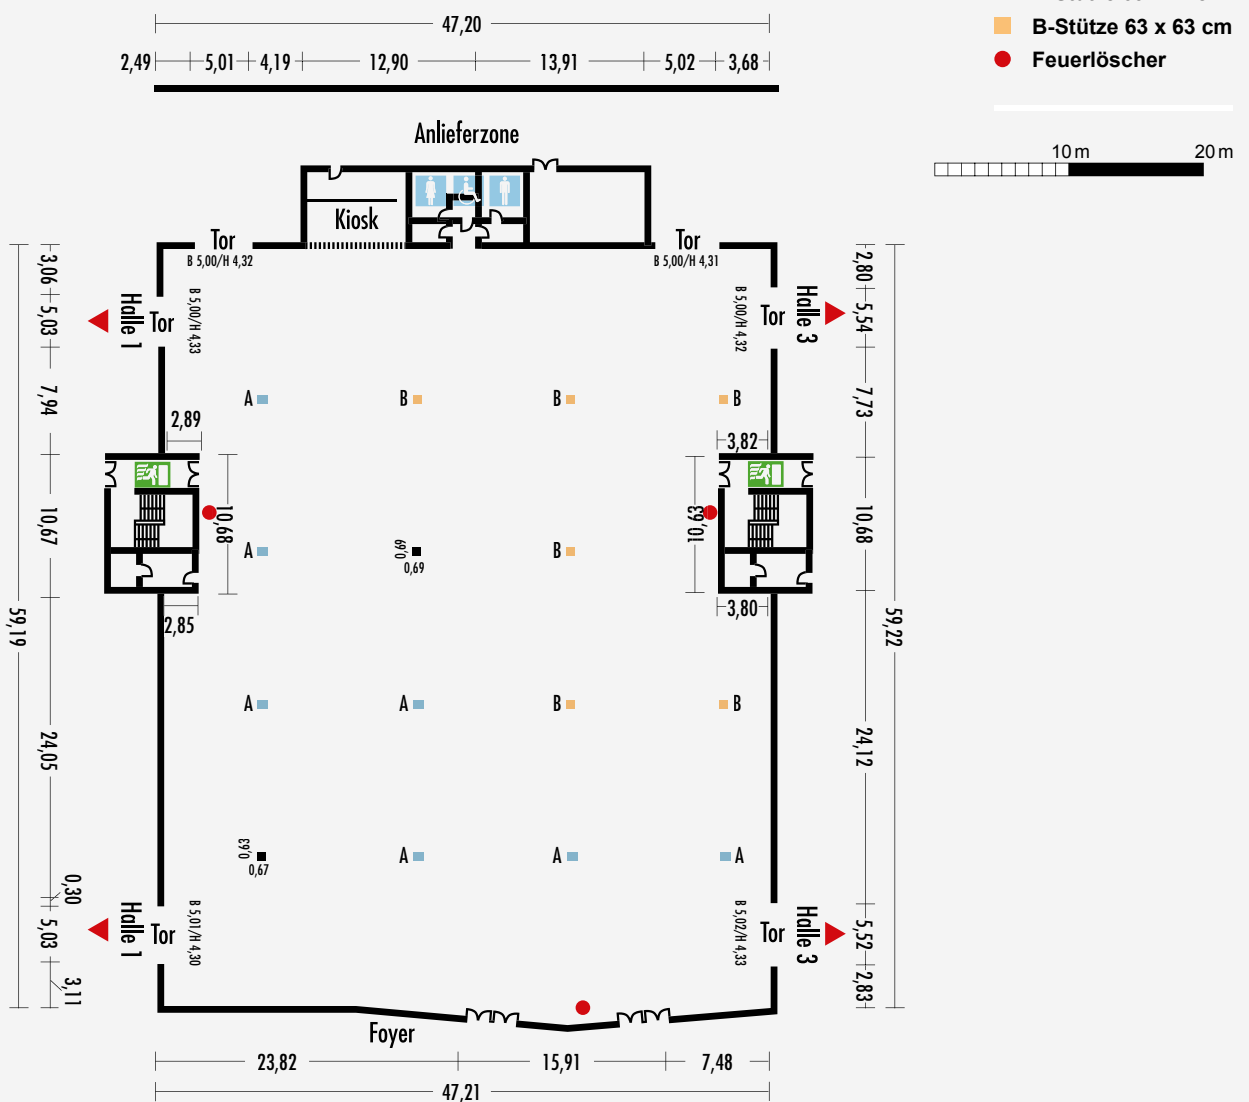 B-Stütze 63 x 63 cm
Feuerlöscher
10 m 20 m
47,20
2,49 5,01 4,19 12,90 13,91 5,02 3,68
Anlieferzone
Kiosk
Tor
B 5,00/H 4,32
Tor
B 5,00/H 4,31
3,06
5,03
7,94
10,67
59,19
24,05
0,30
5,03
3,11
Halle 1
Tor
B 5,00/H 4,33
B 5,00/H 4,32
Tor
Halle 3
2,80
5,54
7,73
10,68
59,22
24,12
5,52
2,83
A B B B
2,89
3,82
10,68
10,63
A
0,69
0,69
B
2,85
3,80
A A B B
0,63
0,67
A A A
Halle 1
Tor
B 5,01/H 4,30
B 5,02/H 4,33
Tor
Halle 3
Foyer
23,82 15,91 7,48
47,21